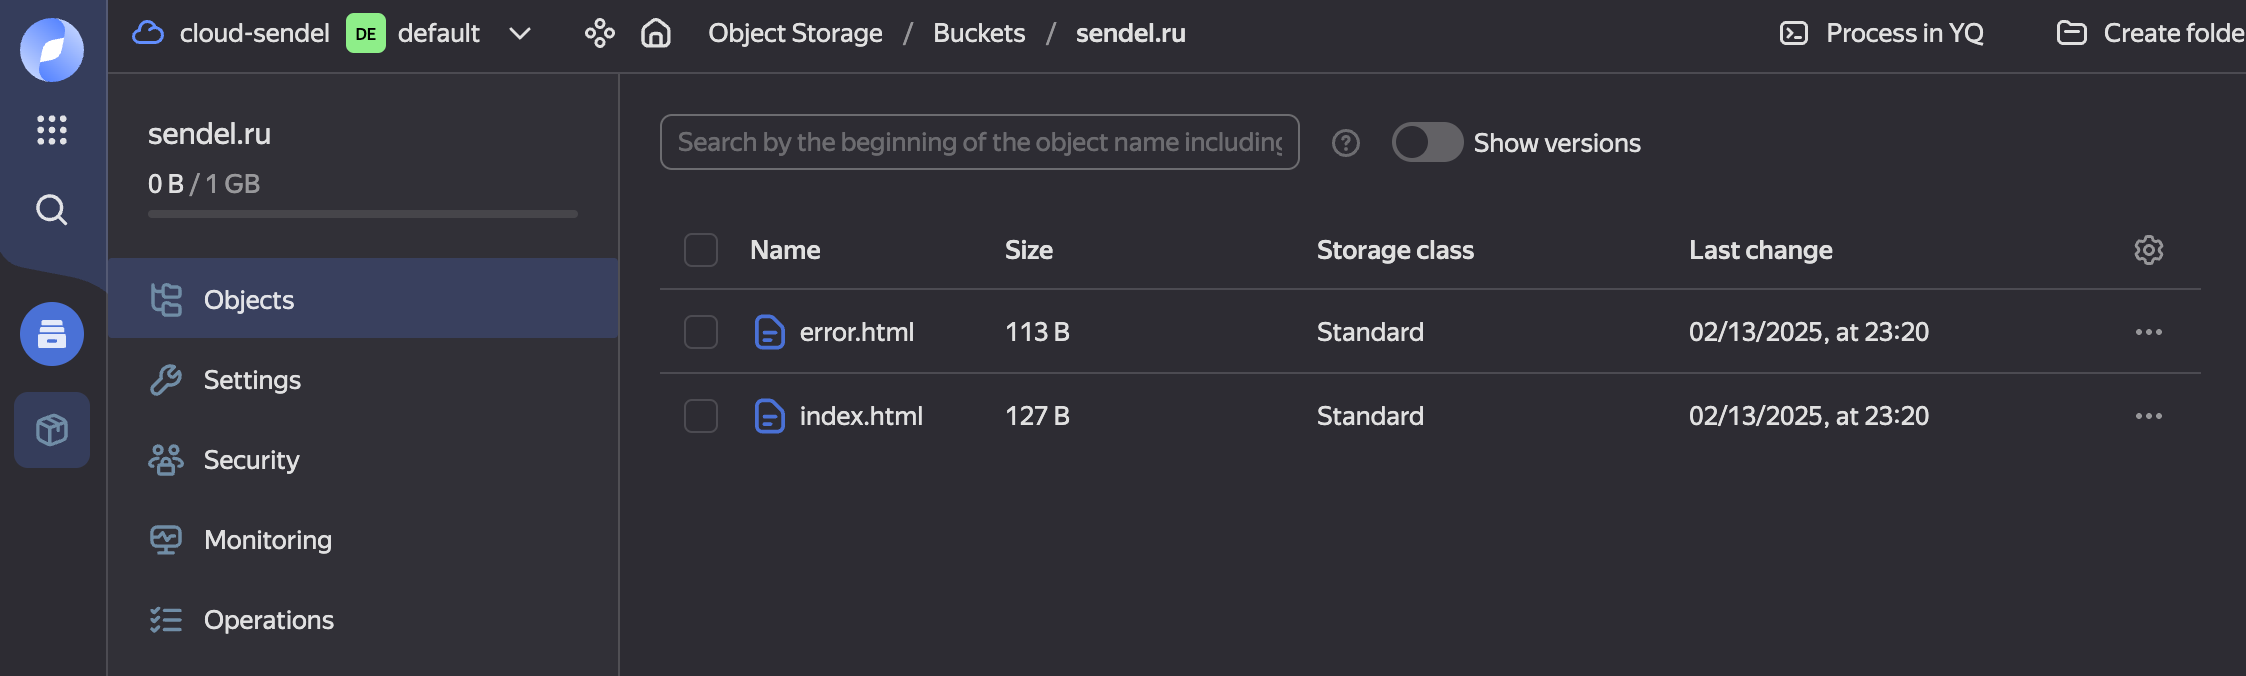 cloud-sendel DE default Object Storage / Buckets / sendel.ru Process in YQ Create folde
sendel.ru
0 B / 1 GB
Objects
Settings
Security
Monitoring
Operations
Search by the beginning of the object name including
Show versions
Name Size Storage class Last change
error.html 113 B Standard 02/13/2025, at 23:20
index.html 127 B Standard 02/13/2025, at 23:20